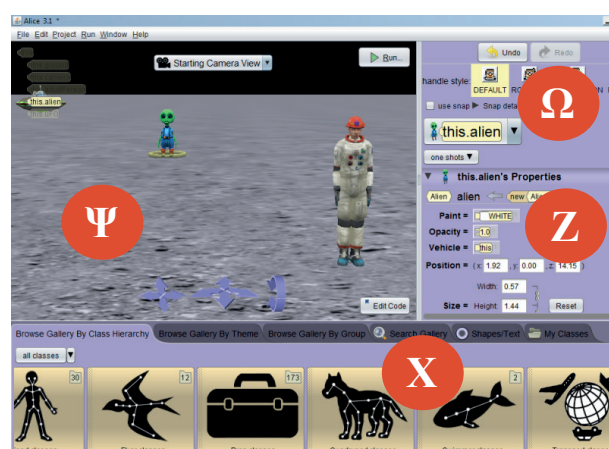 Alice 3.1 *
File Edit Project Run Window Help
this.alien
Starting Camera View
Run...
Undo Redo
handle style:
DEFAULT
use snap Snap
this.alien
one shots
this.alien's Properties
Alien alien new
Paint = WHITE
Opacity = 1.0
Vehicle = this
Position = (x: 1.92 , y: 0.00 , z: 14.15 )
Width: 0.57
Size = Height: 1.44 Reset
Edit Code
Ω
Ψ
Z
X
Browse Gallery By Class Hierarchy Browse Gallery By Theme Browse Gallery By Group Search Gallery Shapes/Text My Classes
all classes
30 12 173 2